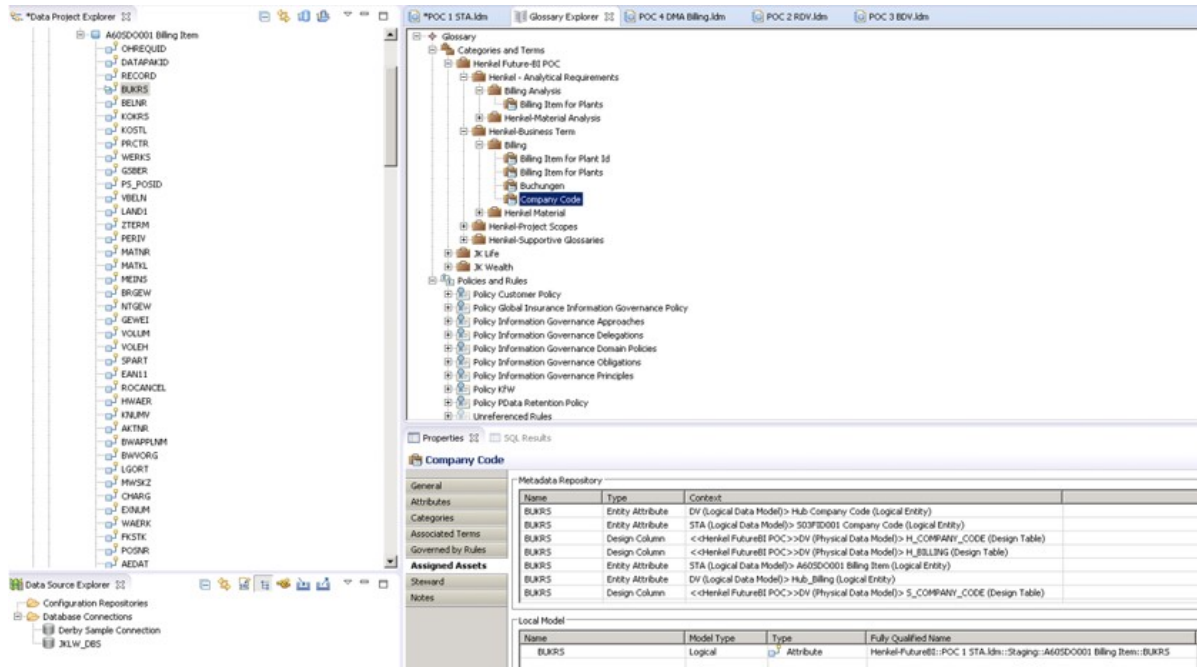 *Data Project Explorer
A60SDO001 Billing Item
OHREQUID
DATAPAKID
RECORD
BUKRS
BELNR
KOKRS
KOSTL
PRCTR
WERKS
GSBER
PS_POSID
VBELN
LAND1
ZTERM
PERIV
MATNR
MATKL
MEINS
BRGEW
NTGEW
GEWEI
VOLUM
VOLEH
SPART
EAN11
ROCANCEL
HWAER
KNUMV
AKTNR
BWAPPLNM
BWVORG
LGORT
MWSKZ
CHARG
EXNUM
WAERK
FKSTK
POSNR
AEDAT
Data Source Explorer
Configuration Repositories
Database Connections
Derby Sample Connection
JKLW_DBS
*POC 1 STA.ldm
Glossary Explorer
POC 4 DMA Billing.ldm
POC 2 RDV.ldm
POC 3 BDV.ldm
Glossary
Categories and Terms
Henkel Future-BI POC
Henkel - Analytical Requirements
Billing Analysis
Billing Item for Plants
Henkel-Material Analysis
Henkel-Business Term
Billing
Billing Item for Plant Id
Billing Item for Plants
Buchungen
Company Code
Henkel Material
Henkel-Project Scopes
Henkel-Supportive Glossaries
JK Life
JK Wealth
Policies and Rules
Policy Customer Policy
Policy Global Insurance Information Governance Policy
Policy Information Governance Approaches
Policy Information Governance Delegations
Policy Information Governance Domain Policies
Policy Information Governance Obligations
Policy Information Governance Principles
Policy KfW
Policy PData Retention Policy
Unreferenced Rules
Properties
SQL Results
Company Code
General
Attributes
Categories
Associated Terms
Governed by Rules
Assigned Assets
Steward
Notes
Metadata Repository
Name Type Context
BUKRS Entity Attribute DV (Logical Data Model)> Hub Company Code (Logical Entity)
BUKRS Entity Attribute STA (Logical Data Model)> S03FID001 Company Code (Logical Entity)
BUKRS Design Column <<Henkel FutureBI POC>>DV (Physical Data Model)> H_COMPANY_CODE (Design Table)
BUKRS Design Column <<Henkel FutureBI POC>>DV (Physical Data Model)> H_BILLING (Design Table)
BUKRS Entity Attribute STA (Logical Data Model)> A60SDO001 Billing Item (Logical Entity)
BUKRS Entity Attribute DV (Logical Data Model)> Hub_Billing (Logical Entity)
BUKRS Design Column <<Henkel FutureBI POC>>DV (Physical Data Model)> S_COMPANY_CODE (Design Table)
Local Model
Name Model Type Type Fully Qualified Name
BUKRS Logical Attribute Henkel-FutureBI::POC 1 STA.ldm::Staging::A60SDO001 Billing Item::BUKRS